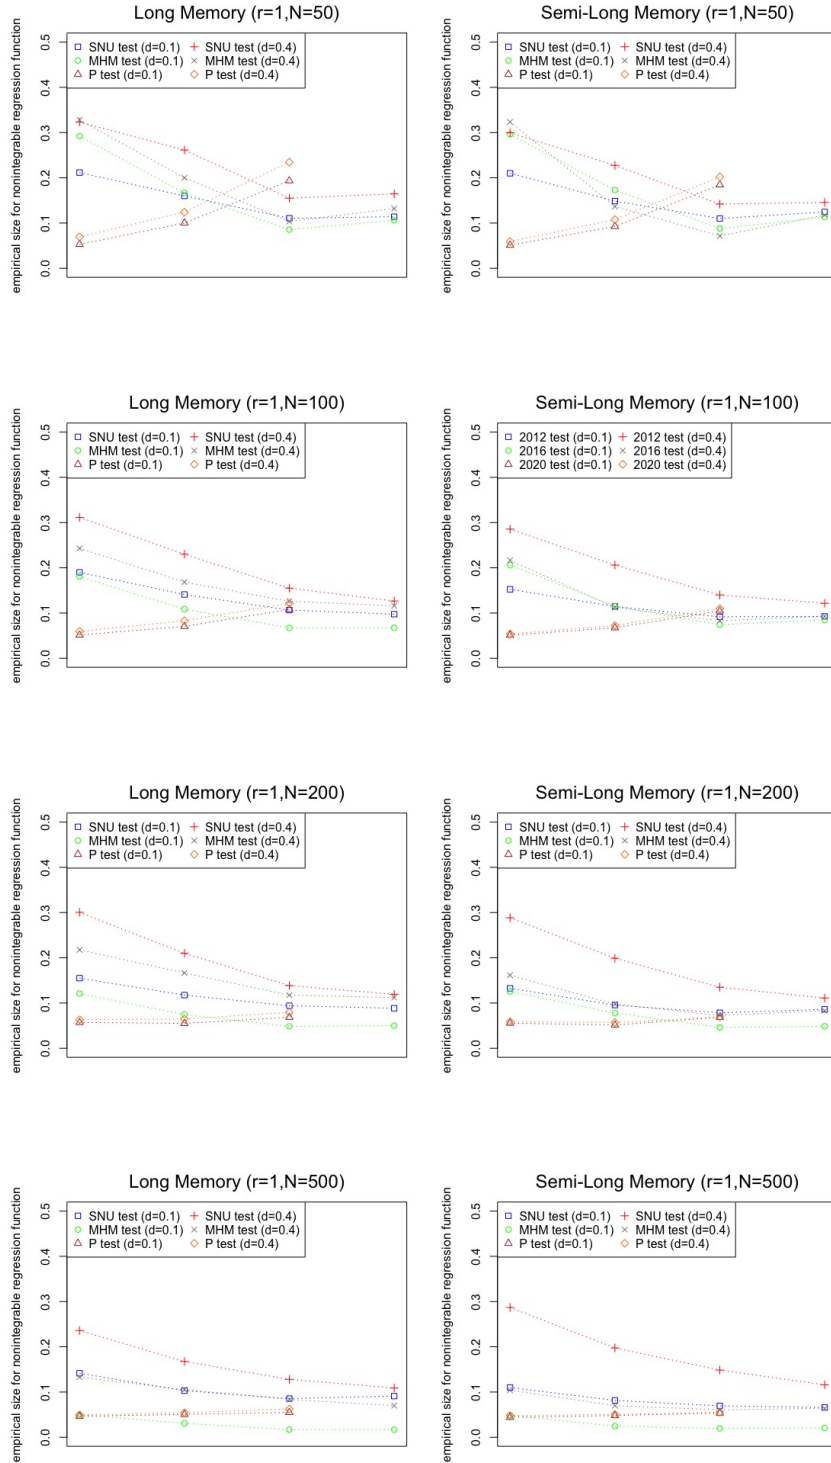 Long Memory (r=1,N=50)
empirical size for nonintegrable regression function
0.0 0.1 0.2 0.3 0.4 0.5
SNU test (d=0.1) SNU test (d=0.4)
MHM test (d=0.1) MHM test (d=0.4)
P test (d=0.1) P test (d=0.4)
Semi-Long Memory (r=1,N=50)
empirical size for nonintegrable regression function
0.0 0.1 0.2 0.3 0.4 0.5
SNU test (d=0.1) SNU test (d=0.4)
MHM test (d=0.1) MHM test (d=0.4)
P test (d=0.1) P test (d=0.4)
Long Memory (r=1,N=100)
empirical size for nonintegrable regression function
0.0 0.1 0.2 0.3 0.4 0.5
SNU test (d=0.1) SNU test (d=0.4)
MHM test (d=0.1) MHM test (d=0.4)
P test (d=0.1) P test (d=0.4)
Semi-Long Memory (r=1,N=100)
empirical size for nonintegrable regression function
0.0 0.1 0.2 0.3 0.4 0.5
2012 test (d=0.1) 2012 test (d=0.4)
2016 test (d=0.1) 2016 test (d=0.4)
2020 test (d=0.1) 2020 test (d=0.4)
Long Memory (r=1,N=200)
empirical size for nonintegrable regression function
0.0 0.1 0.2 0.3 0.4 0.5
SNU test (d=0.1) SNU test (d=0.4)
MHM test (d=0.1) MHM test (d=0.4)
P test (d=0.1) P test (d=0.4)
Semi-Long Memory (r=1,N=200)
empirical size for nonintegrable regression function
0.0 0.1 0.2 0.3 0.4 0.5
SNU test (d=0.1) SNU test (d=0.4)
MHM test (d=0.1) MHM test (d=0.4)
P test (d=0.1) P test (d=0.4)
Long Memory (r=1,N=500)
empirical size for nonintegrable regression function
0.0 0.1 0.2 0.3 0.4 0.5
SNU test (d=0.1) SNU test (d=0.4)
MHM test (d=0.1) MHM test (d=0.4)
P test (d=0.1) P test (d=0.4)
Semi-Long Memory (r=1,N=500)
empirical size for nonintegrable regression function
0.0 0.1 0.2 0.3 0.4 0.5
SNU test (d=0.1) SNU test (d=0.4)
MHM test (d=0.1) MHM test (d=0.4)
P test (d=0.1) P test (d=0.4)